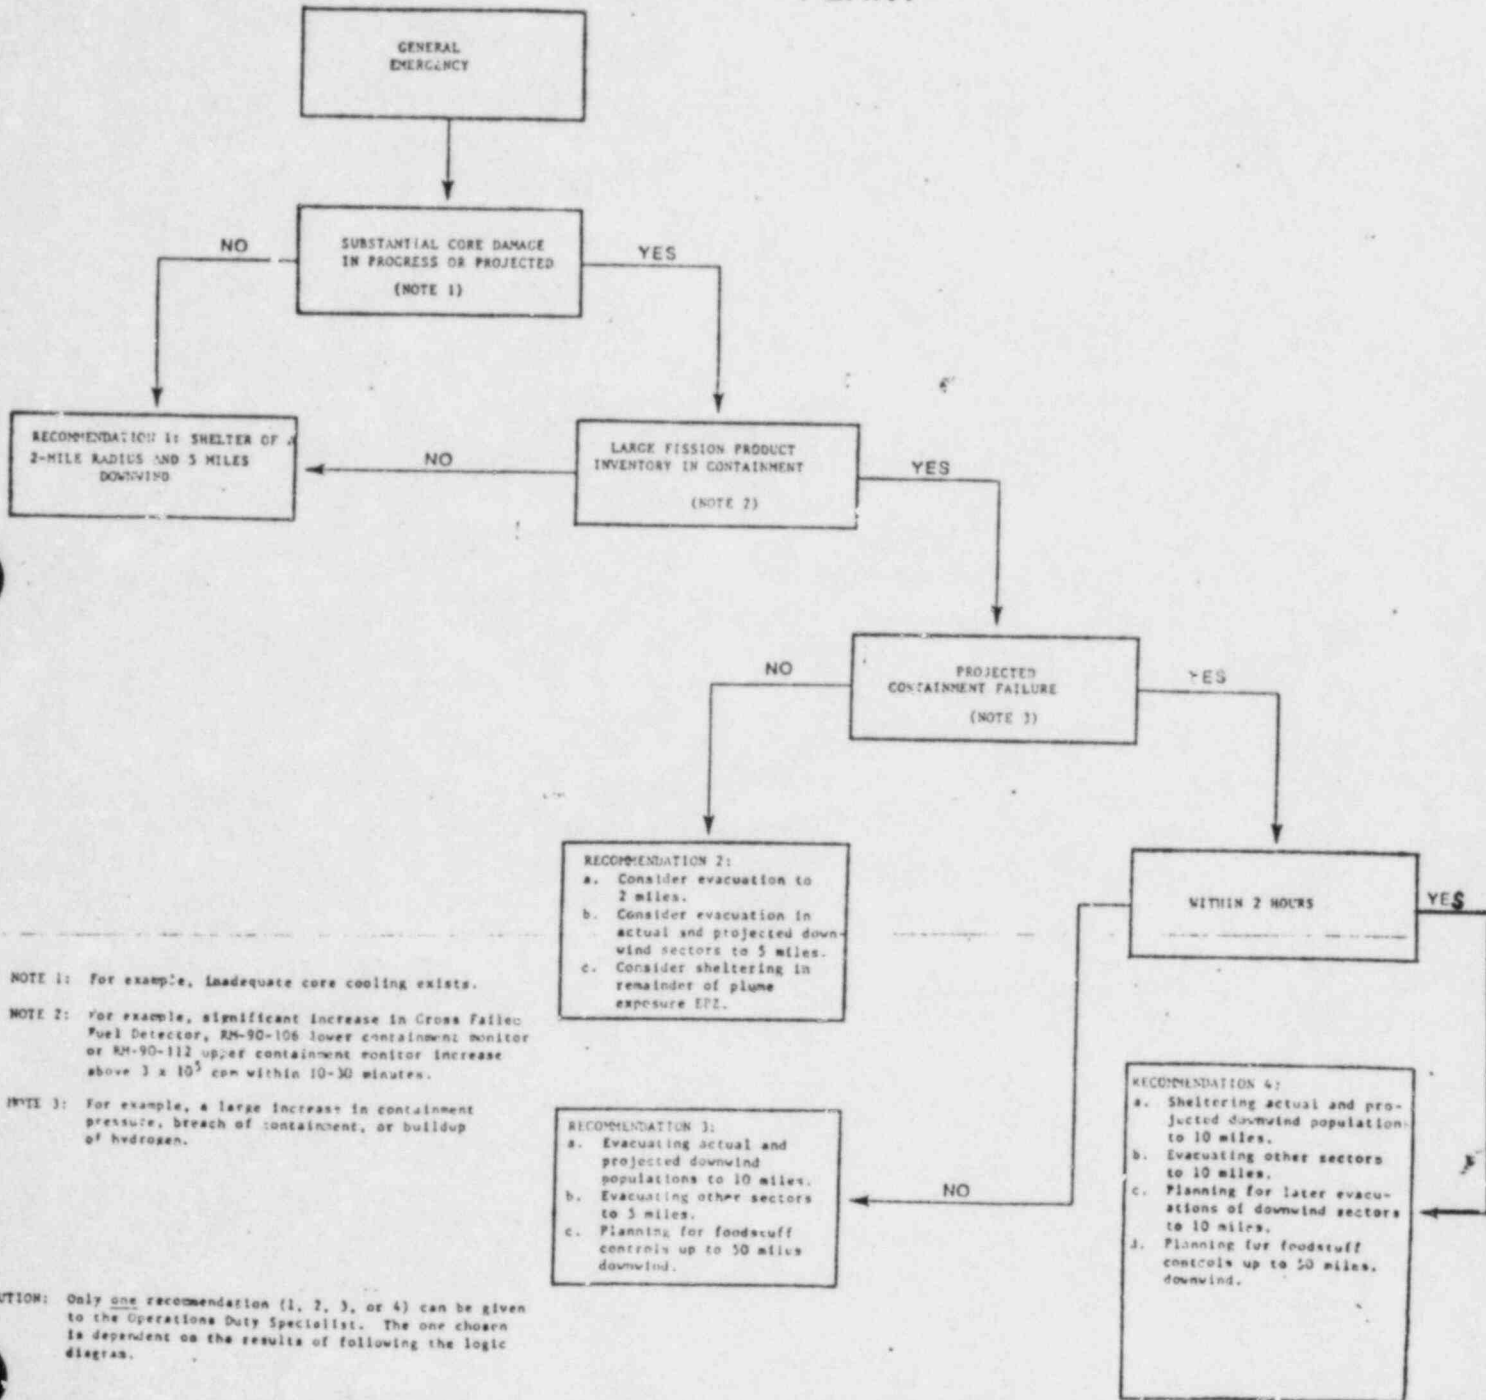 GENERAL
EMERGENCY
SUBSTANTIAL CORE DAMAGE
IN PROGRESS OR PROJECTED
(NOTE 1)
NO
YES
RECOMMENDATION 1: SHELTER OF
2-MILE RADIUS AND 5 MILES
DOWNWIND
NO
LARGE FISSION PRODUCT
INVENTORY IN CONTAINMENT
(NOTE 2)
YES
NO
PROJECTED
CONTAINMENT FAILURE
(NOTE 3)
YES
RECOMMENDATION 2:
a. Consider evacuation to
2 miles.
b. Consider evacuation in
actual and projected down-
wind sectors to 5 miles.
c. Consider sheltering in
remainder of plume
exposure EPZ.
WITHIN 2 HOURS
YES
NOTE 1: For example, inadequate core cooling exists.
NOTE 2: For example, significant increase in Gross Failed
Fuel Detector, RM-90-106 lower containment monitor
or RM-90-112 upper containment monitor increase
above 3 x 10⁵ cpm within 10-30 minutes.
NOTE 3: For example, a large increase in containment
pressure, breach of containment, or buildup
of hydrogen.
RECOMMENDATION 3:
a. Evacuating actual and
projected downwind
populations to 10 miles.
b. Evacuating other sectors
to 5 miles.
c. Planning for foodstuff
controls up to 50 miles
downwind.
NO
RECOMMENDATION 4:
a. Sheltering actual and pro-
jected downwind population
to 10 miles.
b. Evacuating other sectors
to 10 miles.
c. Planning for later evacu-
ations of downwind sectors
to 10 miles.
d. Planning for foodstuff
controls up to 50 miles,
downwind.
UTION: Only one recommendation (1, 2, 3, or 4) can be given
to the Operations Duty Specialist. The one chosen
is dependent on the results of following the logic
diagram.